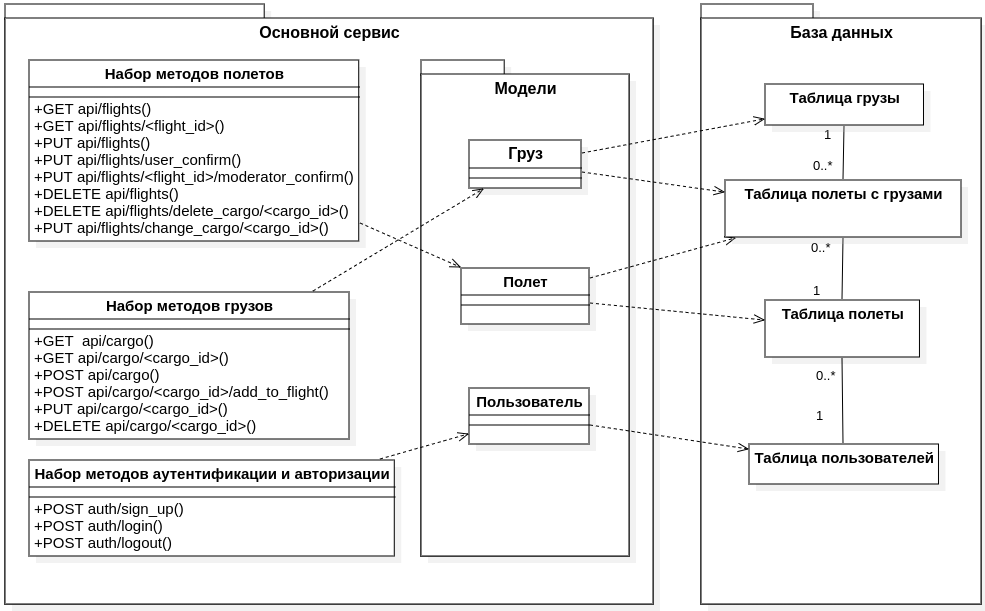 Основной сервис
Набор методов полетов
+GET api/flights()
+GET api/flights/<flight_id>()
+PUT api/flights()
+PUT api/flights/user_confirm()
+PUT api/flights/<flight_id>/moderator_confirm()
+DELETE api/flights()
+DELETE api/flights/delete_cargo/<cargo_id>()
+PUT api/flights/change_cargo/<cargo_id>()
Набор методов грузов
+GET  api/cargo()
+GET api/cargo/<cargo_id>()
+POST api/cargo()
+POST api/cargo/<cargo_id>/add_to_flight()
+PUT api/cargo/<cargo_id>()
+DELETE api/cargo/<cargo_id>()
Набор методов аутентификации и авторизации
+POST auth/sign_up()
+POST auth/login()
+POST auth/logout()
Модели
Груз
Полет
Пользователь
База данных
Таблица грузы
1
0..*
Таблица полеты с грузами
0..*
1
Таблица полеты
0..*
1
Таблица пользователей